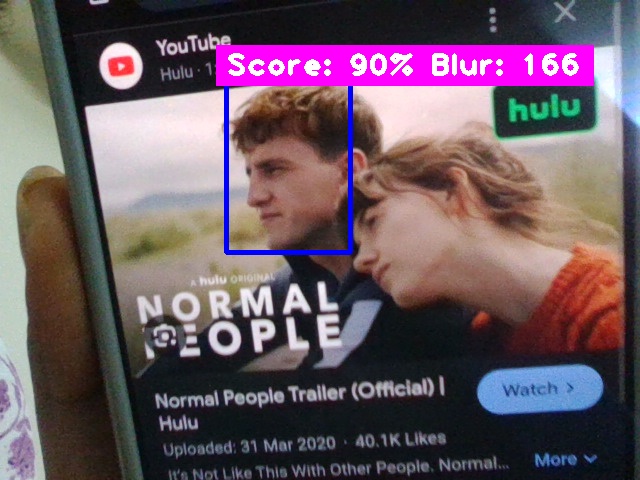 YouTube
Score: 90% Blur: 166
Hulu · 1
hulu
A hulu ORIGINAL
NORMAL
PEOPLE
Normal People Trailer (Official) |
Hulu
Watch >
Uploaded: 31 Mar 2020 · 40.1K Likes
It's Not Like This With Other People. Normal...
More